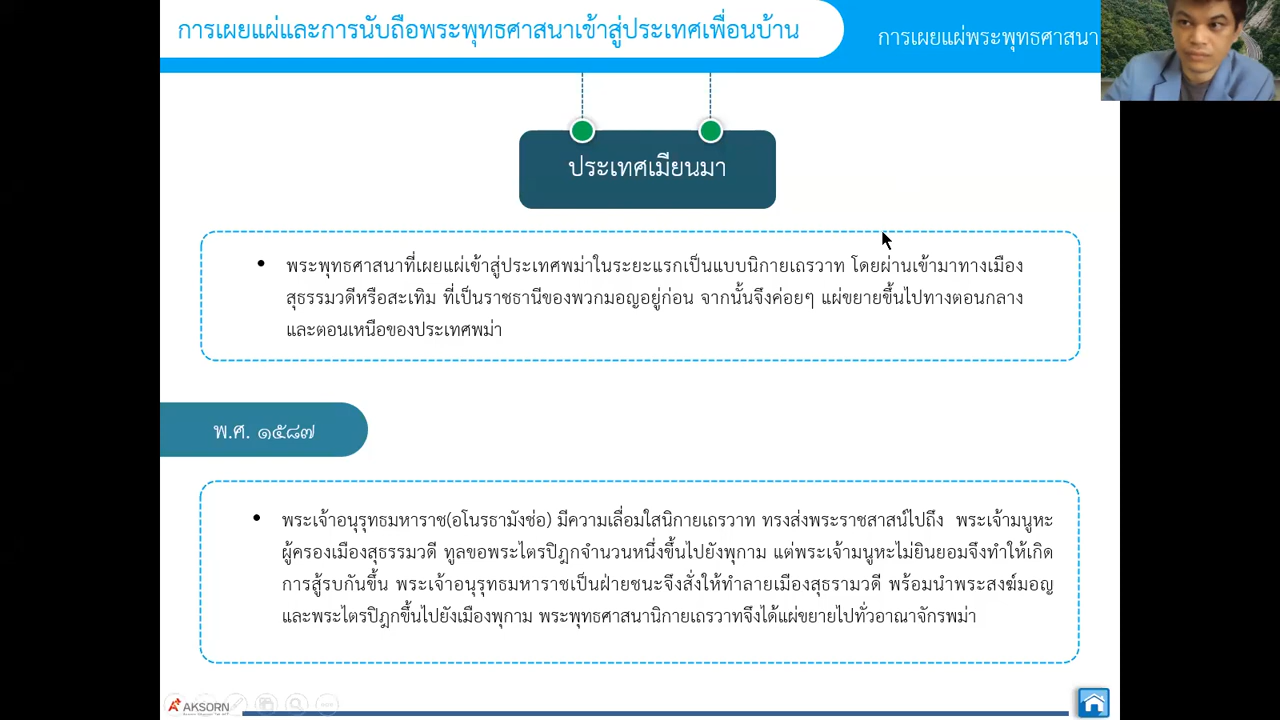 การเผยแผ่และการนับถือพระพุทธศาสนาเข้าสู่ประเทศเพื่อนบ้าน
การเผยแผ่พระพุทธศาสนา
ประเทศเมียนมา
• พระพุทธศาสนาที่เผยแผ่เข้าสู่ประเทศพม่าในระยะแรกเป็นแบบนิกายเถรวาท โดยผ่านเข้ามาทางเมือง
สุธรรมวดีหรือสะเทิม ที่เป็นราชธานีของพวกมอญอยู่ก่อน จากนั้นจึงค่อยๆ แผ่ขยายขึ้นไปทางตอนกลาง
และตอนเหนือของประเทศพม่า
พ.ศ. ๑๕๘๗
• พระเจ้าอนุรุทธมหาราช(อโนรธามังช่อ) มีความเลื่อมใสนิกายเถรวาท ทรงส่งพระราชสาสน์ไปถึง พระเจ้ามนูหะ
ผู้ครองเมืองสุธรรมวดี ทูลขอพระไตรปิฎกจำนวนหนึ่งขึ้นไปยังพุกาม แต่พระเจ้ามนูหะไม่ยินยอมจึงทำให้เกิด
การสู้รบกันขึ้น พระเจ้าอนุรุทธมหาราชเป็นฝ่ายชนะจึงสั่งให้ทำลายเมืองสุธรามวดี พร้อมนำพระสงฆ์มอญ
และพระไตรปิฎกขึ้นไปยังเมืองพุกาม พระพุทธศาสนานิกายเถรวาทจึงได้แผ่ขยายไปทั่วอาณาจักรพม่า
AKSORN